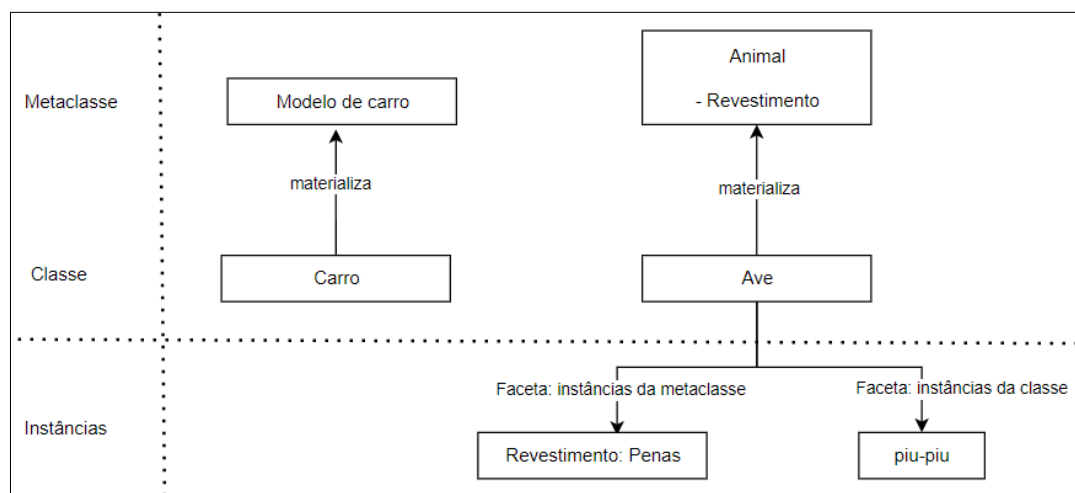 Metaclasse
Modelo de carro
Animal
- Revestimento
materializa
materializa
Classe
Carro
Ave
Faceta: instâncias da metaclasse
Faceta: instâncias da classe
Instâncias
Revestimento: Penas
piu-piu